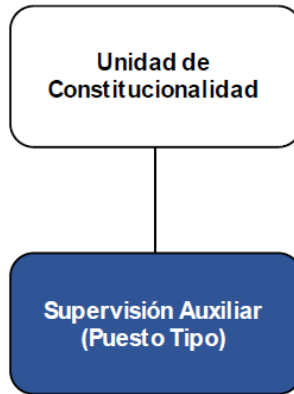 Unidad de
Constitucionalidad
Supervisión Auxiliar
(Puesto Tipo)